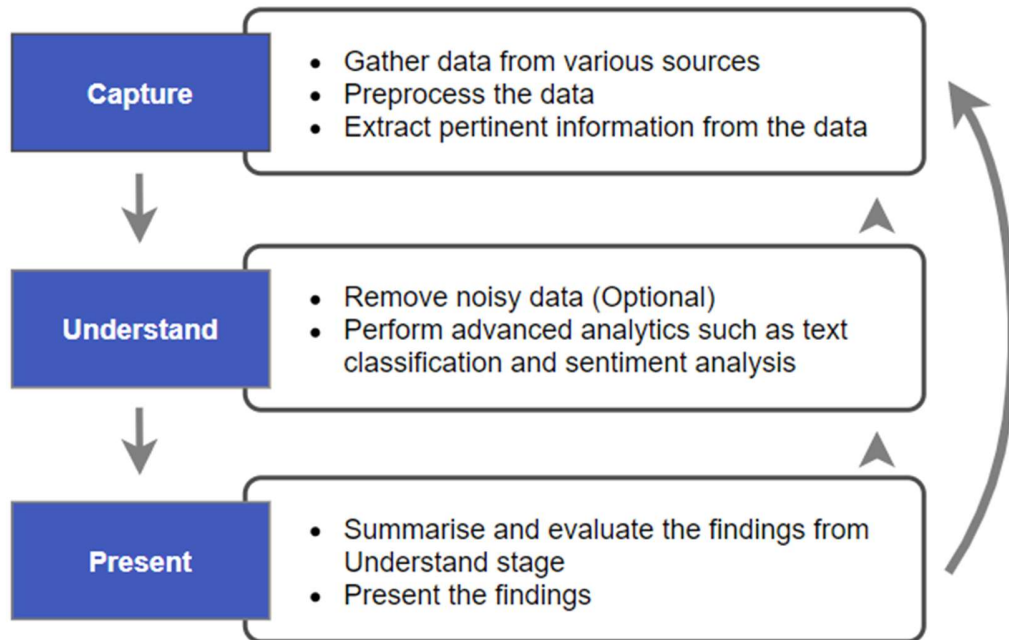 Capture
• Gather data from various sources
• Preprocess the data
• Extract pertinent information from the data
Understand
• Remove noisy data (Optional)
• Perform advanced analytics such as text
classification and sentiment analysis
Present
• Summarise and evaluate the findings from
Understand stage
• Present the findings